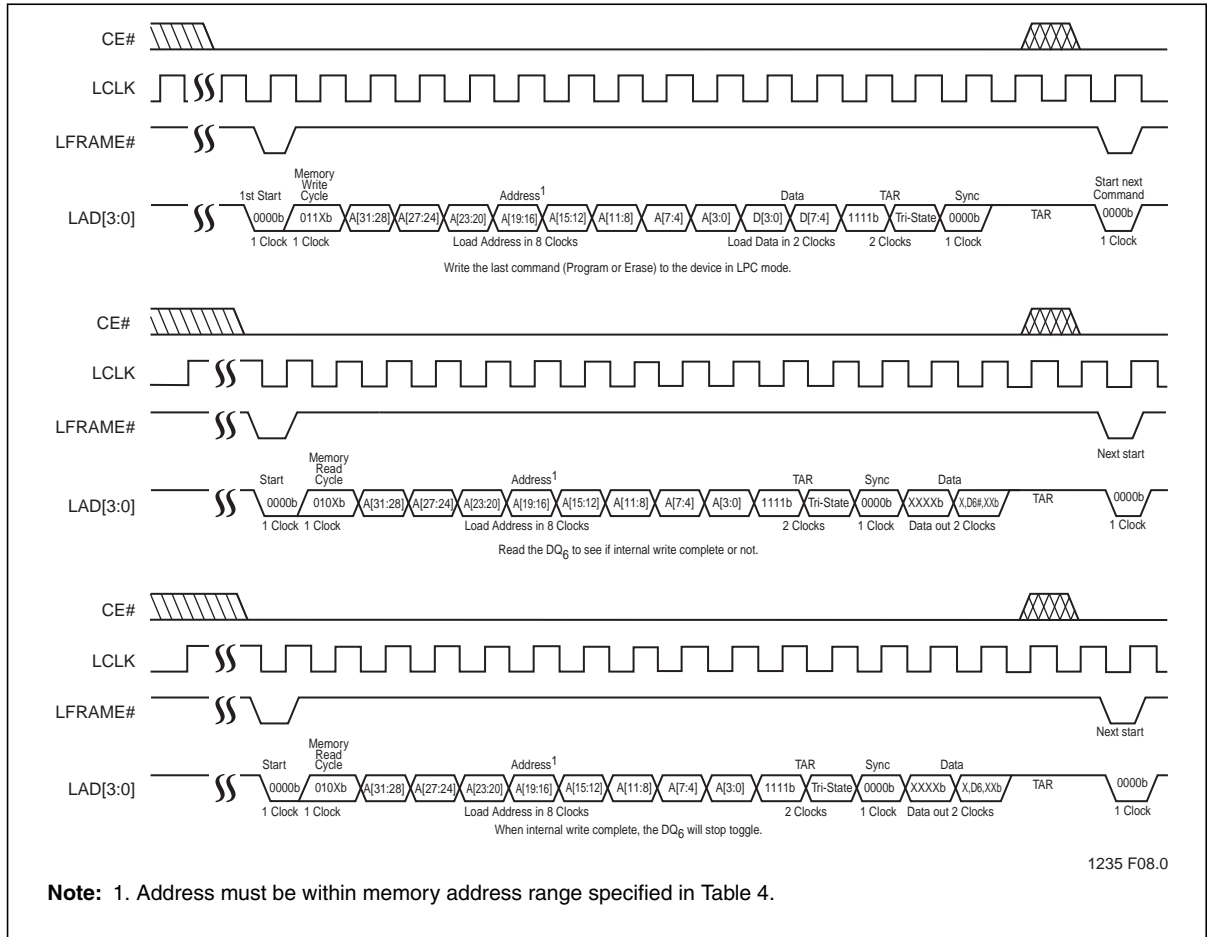 CE#
LCLK
LFRAME#
1st Start
Memory
Write
Cycle
Address1
Data
TAR
Sync
Start next
Command
LAD[3:0]
0000b 011Xb A[31:28] A[27:24] A[23:20] A[19:16] A[15:12] A[11:8] A[7:4] A[3:0] D[3:0] D[7:4] 1111b Tri-State 0000b TAR 0000b
1 Clock 1 Clock Load Address in 8 Clocks Load Data in 2 Clocks 2 Clocks 1 Clock 1 Clock
Write the last command (Program or Erase) to the device in LPC mode.
CE#
LCLK
LFRAME#
Next start
Start
Memory
Read
Cycle
Address1
TAR
Sync
Data
LAD[3:0]
0000b 010Xb A[31:28] A[27:24] A[23:20] A[19:16] A[15:12] A[11:8] A[7:4] A[3:0] 1111b Tri-State 0000b XXXXb X,D6#,XXb TAR 0000b
1 Clock 1 Clock Load Address in 8 Clocks 2 Clocks 1 Clock Data out 2 Clocks 1 Clock
Read the DQ6 to see if internal write complete or not.
CE#
LCLK
LFRAME#
Next start
Start
Memory
Read
Cycle
Address1
TAR
Sync
Data
LAD[3:0]
0000b 010Xb A[31:28] A[27:24] A[23:20] A[19:16] A[15:12] A[11:8] A[7:4] A[3:0] 1111b Tri-State 0000b XXXXb X,D6,XXb TAR 0000b
1 Clock 1 Clock Load Address in 8 Clocks 2 Clocks 1 Clock Data out 2 Clocks 1 Clock
When internal write complete, the DQ6 will stop toggle.
1235 F08.0
Note: 1. Address must be within memory address range specified in Table 4.